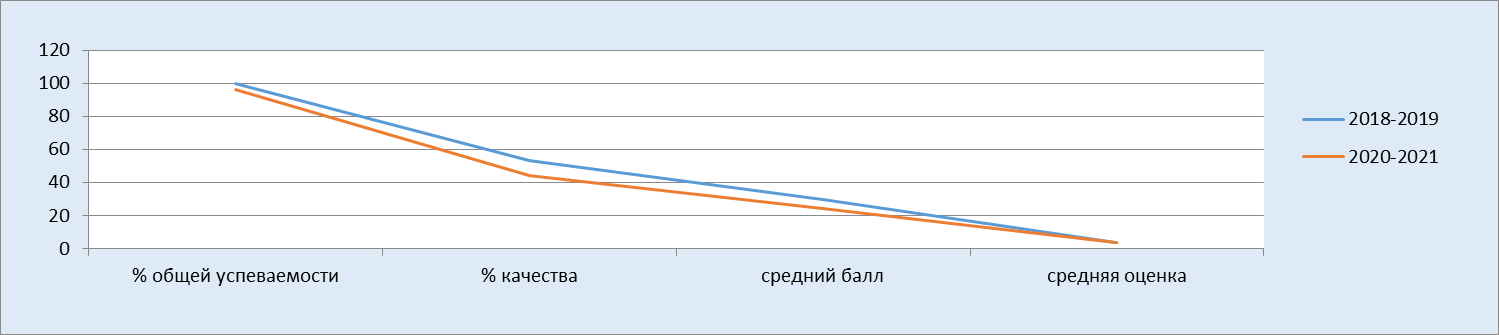 120
100
80
60
40
20
0
% общей успеваемости
% качества
средний балл
средняя оценка
2018-2019
2020-2021